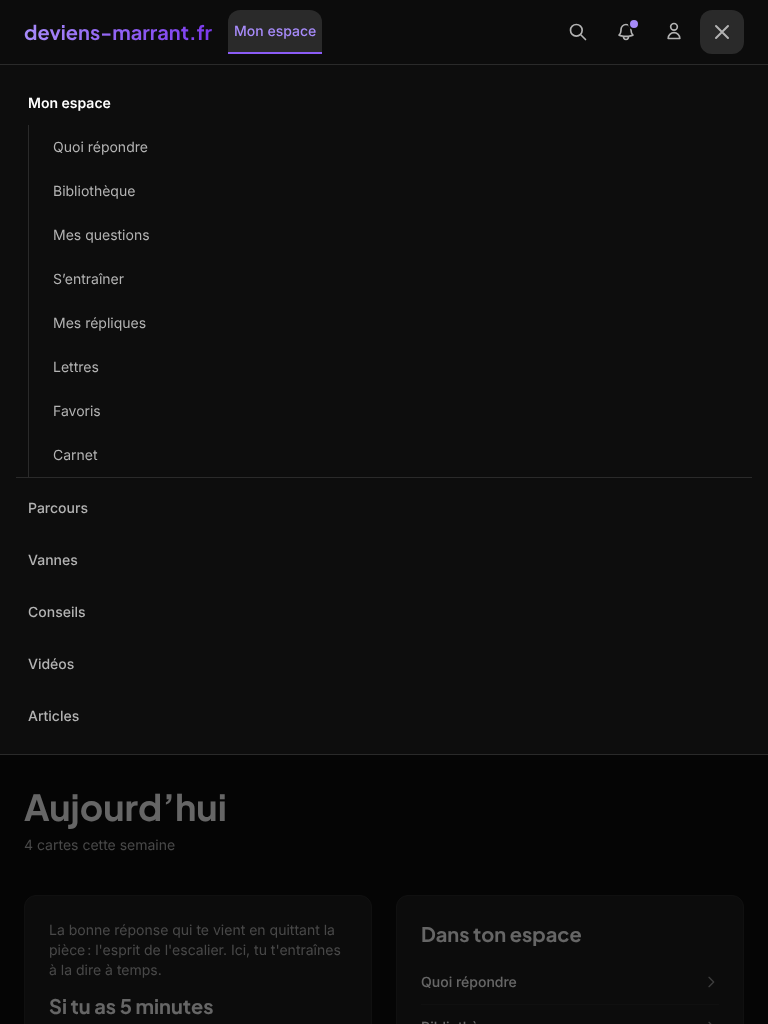 deviens-marrant.fr
Mon espace
Mon espace
Quoi répondre
Bibliothèque
Mes questions
S’entraîner
Mes répliques
Lettres
Favoris
Carnet
Parcours
Vannes
Conseils
Vidéos
Articles
Aujourd’hui
4 cartes cette semaine
La bonne réponse qui te vient en quittant la
pièce : l'esprit de l'escalier. Ici, tu t'entraînes
à la dire à temps.
Si tu as 5 minutes
Dans ton espace
Quoi répondre